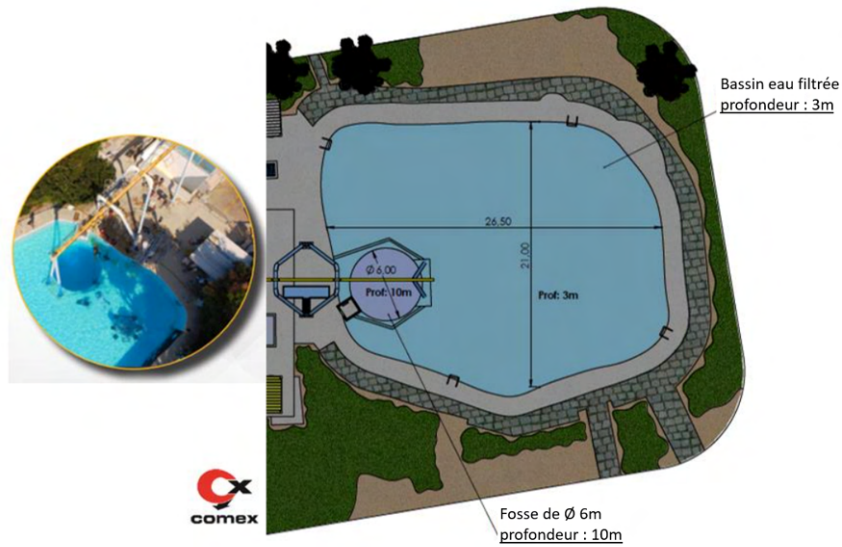 Bassin eau filtrée
profondeur : 3m
26,50
21,00
Ø 6,00
Prof: 10m
Prof: 3m
comex
Fosse de Ø 6m
profondeur : 10m